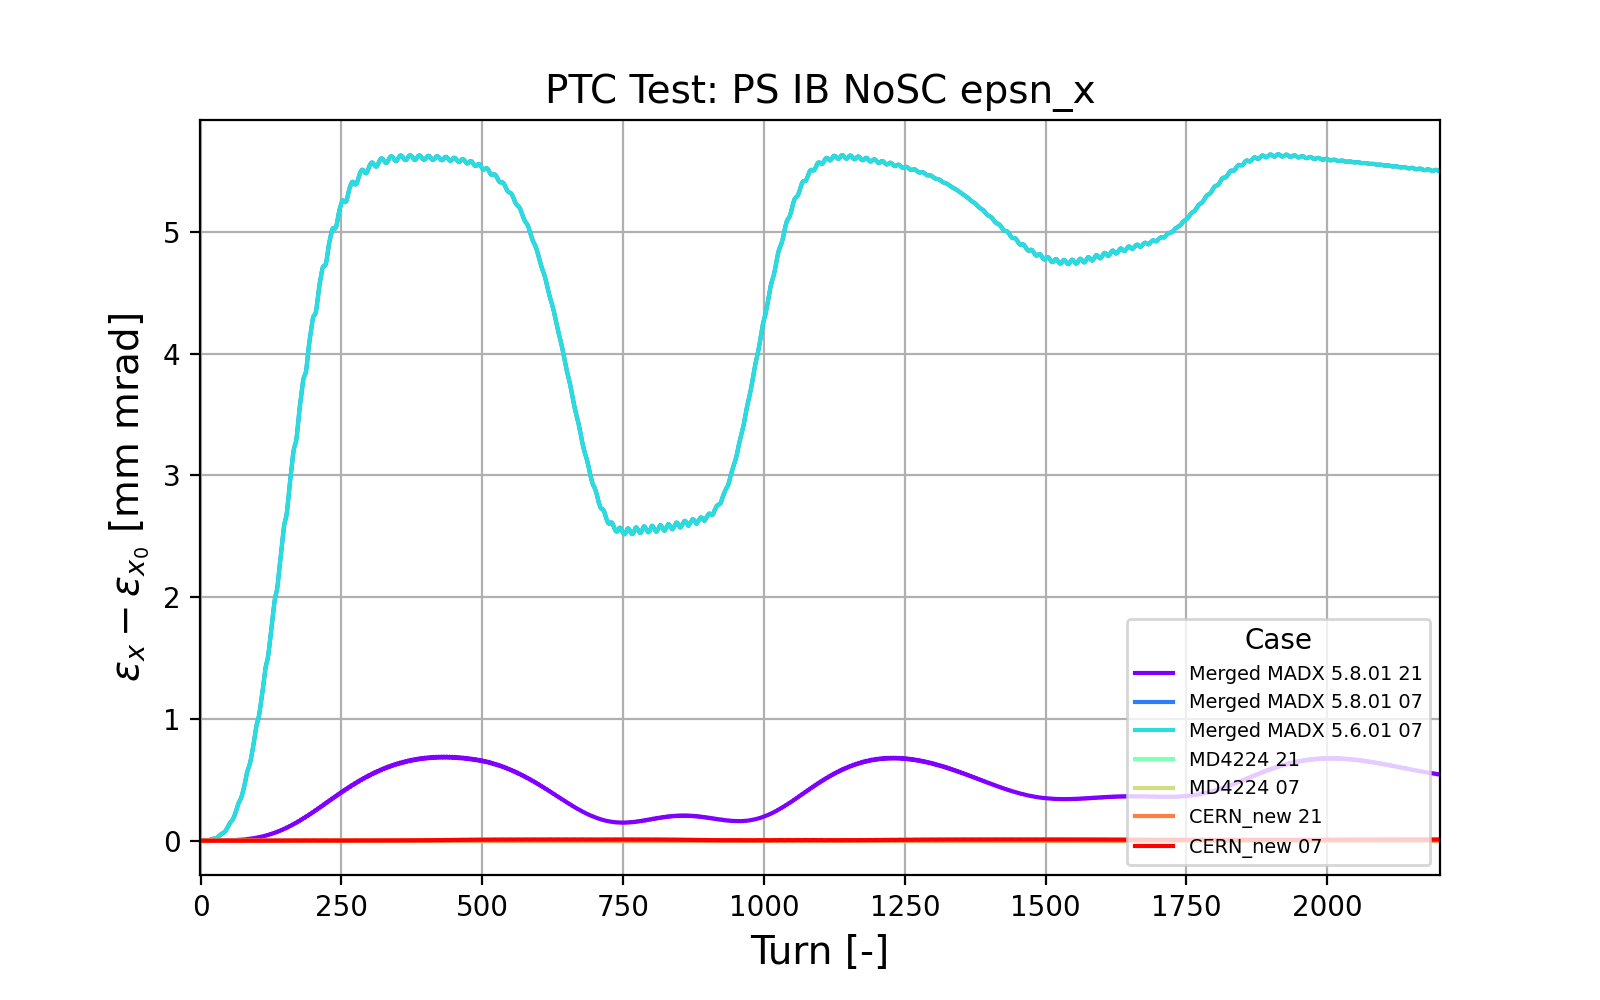 PTC Test: PS IB NoSC epsn_x
εₓ − εₓ₀ [mm mrad]
5
4
3
2
1
0
0 250 500 750 1000 1250 1500 1750 2000
Turn [-]
Case
Merged MADX 5.8.01 21
Merged MADX 5.8.01 07
Merged MADX 5.6.01 07
MD4224 21
MD4224 07
CERN_new 21
CERN_new 07